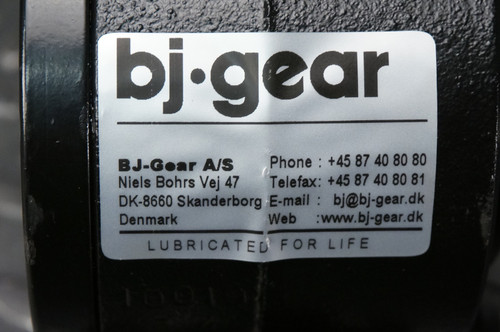 bj·gear
BJ-Gear A/S Phone : +45 87 40 80 80
Niels Bohrs Vej 47 Telefax: +45 87 40 80 81
DK-8660 Skanderborg E-mail : bj@bj-gear.dk
Denmark Web :www.bj-gear.dk
LUBRICATED FOR LIFE